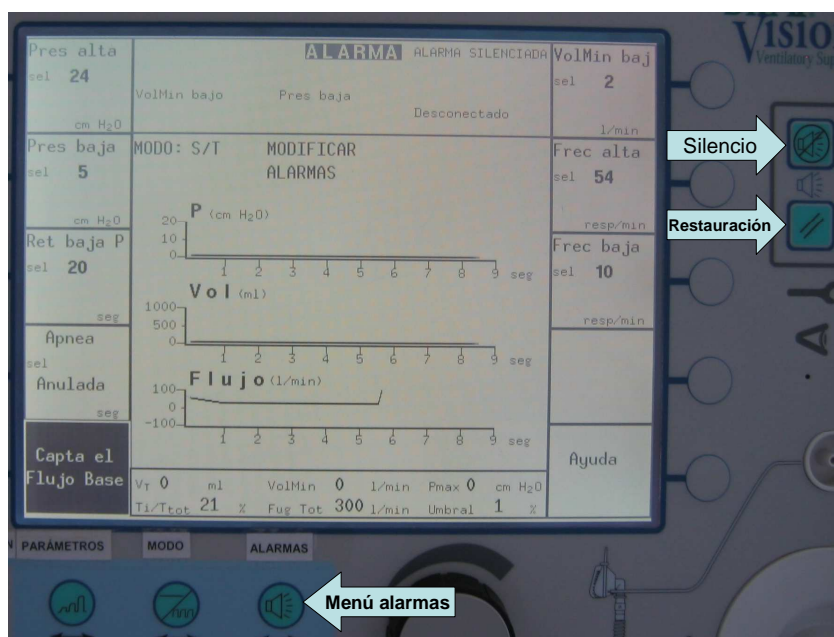 VISIO
Ventilatory Su
Pres alta
sel 24
cm H₂O
ALARMA ALARMA SILENCIADA
VolMin bajo Pres baja
Desconectado
VolMin baj
sel 2
l/min
Pres baja
sel 5
cm H₂O
MODO: S/T MODIFICAR
ALARMAS
Frec alta
sel 54
resp/min
Silencio
Restauración
Ret baja P
sel 20
seg
P (cm H₂O)
20
10
0
1 2 3 4 5 6 7 8 9 seg
Frec baja
sel 10
resp/min
Vol (ml)
1000
500
0
1 2 3 4 5 6 7 8 9 seg
Apnea
sel
Anulada
seg
Flujo (l/min)
100
0
-100
1 2 3 4 5 6 7 8 9 seg
Capta el
Flujo Base
Ayuda
VT 0 ml VolMin 0 l/min Pmax 0 cm H₂O
Ti/Ttot 21 % Fug Tot 300 l/min Umbral 1 %
N PARÁMETROS MODO ALARMAS
Menú alarmas